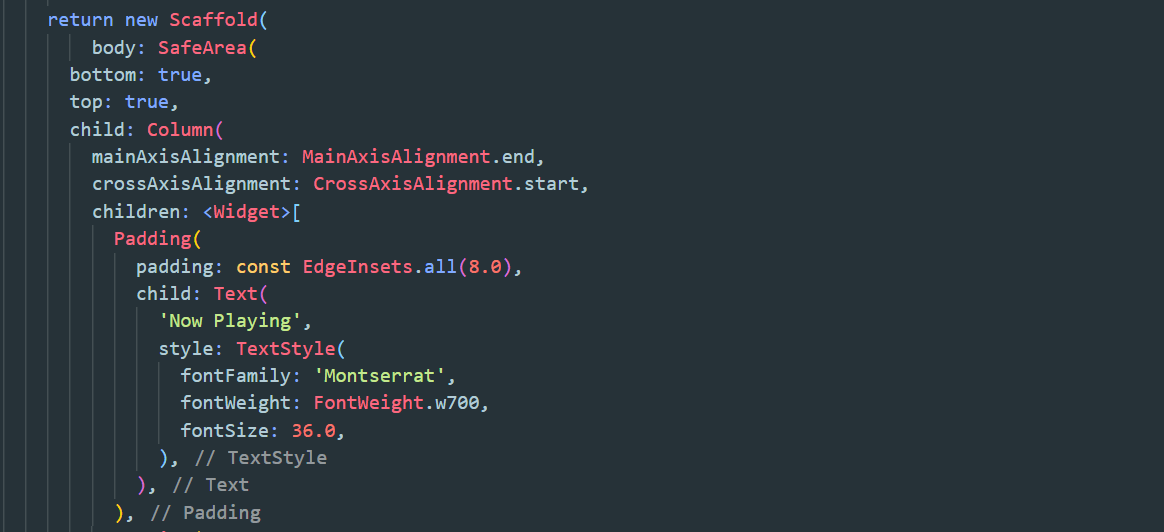 return new Scaffold(
body: SafeArea(
bottom: true,
top: true,
child: Column(
mainAxisAlignment: MainAxisAlignment.end,
crossAxisAlignment: CrossAxisAlignment.start,
children: <Widget>[
Padding(
padding: const EdgeInsets.all(8.0),
child: Text(
'Now Playing',
style: TextStyle(
fontFamily: 'Montserrat',
fontWeight: FontWeight.w700,
fontSize: 36.0,
), // TextStyle
), // Text
), // Padding